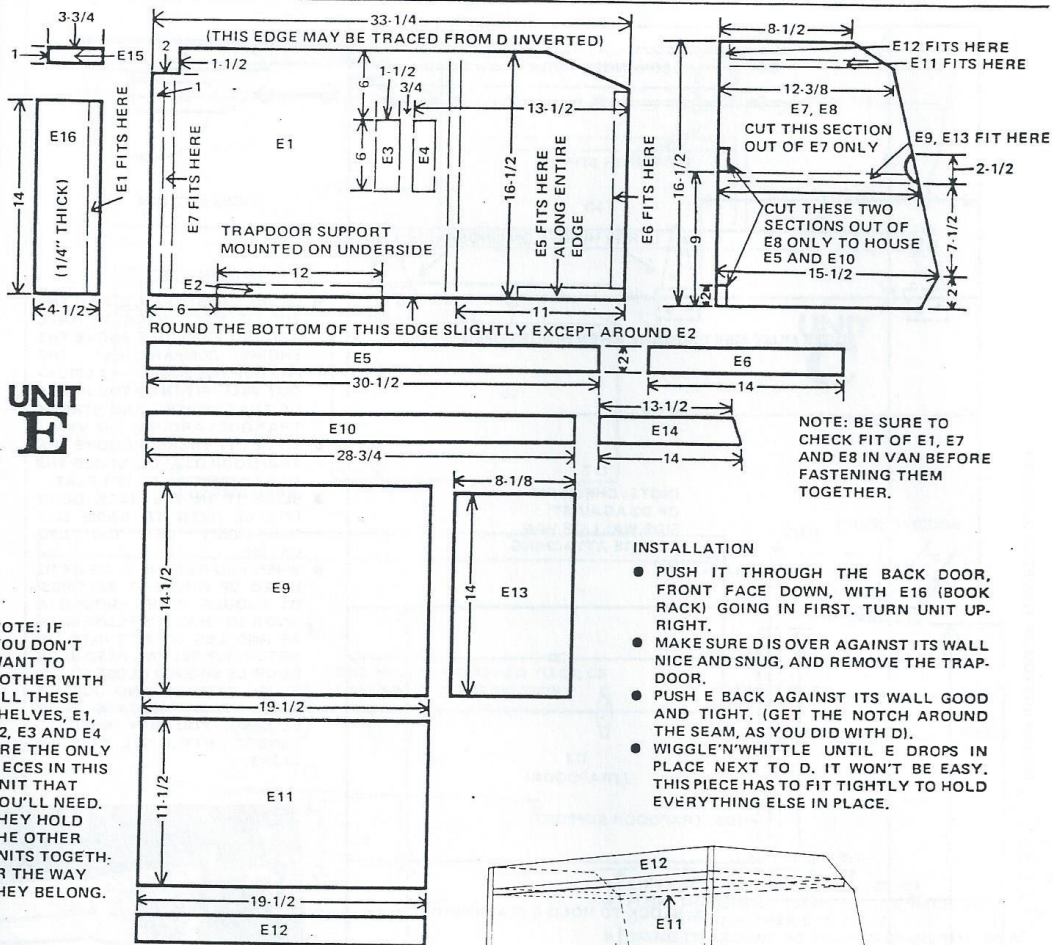 3-3/4
1
E15
33-1/4
(THIS EDGE MAY BE TRACED FROM D INVERTED)
2
1-1/2
1
E16
14
(1/4" THICK)
E1 FITS HERE
4-1/2
E7 FITS HERE
E1
6
1-1/2
3/4
13-1/2
6
E3
E4
16-1/2
E5 FITS HERE
ALONG ENTIRE
EDGE
E6 FITS HERE
TRAPDOOR SUPPORT
MOUNTED ON UNDERSIDE
12
E2
6
11
ROUND THE BOTTOM OF THIS EDGE SLIGHTLY EXCEPT AROUND E2
8-1/2
E12 FITS HERE
E11 FITS HERE
12-3/8
E7, E8
CUT THIS SECTION
OUT OF E7 ONLY
E9, E13 FIT HERE
2-1/2
16-1/2
9
CUT THESE TWO
SECTIONS OUT OF
E8 ONLY TO HOUSE
E5 AND E10
7-1/2
15-1/2
2
2
UNIT
E
E5
2
E6
30-1/2
14
E10
28-3/4
13-1/2
E14
14
NOTE: BE SURE TO
CHECK FIT OF E1, E7
AND E8 IN VAN BEFORE
FASTENING THEM
TOGETHER.
14-1/2
E9
19-1/2
8-1/8
14
E13
11-1/2
E11
19-1/2
E12
OTE: IF
OU DON'T
ANT TO
OTHER WITH
LL THESE
HELVES, E1,
2, E3 AND E4
RE THE ONLY
IECES IN THIS
NIT THAT
OU'LL NEED.
HEY HOLD
HE OTHER
NITS TOGETH-
R THE WAY
HEY BELONG.
INSTALLATION
● PUSH IT THROUGH THE BACK DOOR,
FRONT FACE DOWN, WITH E16 (BOOK
RACK) GOING IN FIRST. TURN UNIT UP-
RIGHT.
● MAKE SURE D IS OVER AGAINST ITS WALL
NICE AND SNUG, AND REMOVE THE TRAP-
DOOR.
● PUSH E BACK AGAINST ITS WALL GOOD
AND TIGHT. (GET THE NOTCH AROUND
THE SEAM, AS YOU DID WITH D).
● WIGGLE'N'WHITTLE UNTIL E DROPS IN
PLACE NEXT TO D. IT WON'T BE EASY.
THIS PIECE HAS TO FIT TIGHTLY TO HOLD
EVERYTHING ELSE IN PLACE.
E12
E11